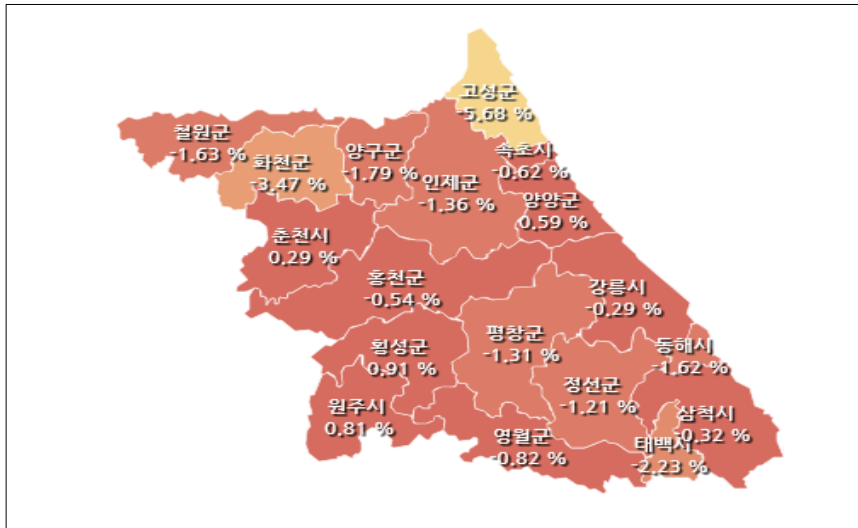 고성군
-5.68 %
철원군
-1.63 %
화천군
-3.47 %
양구군
-1.79 %
인제군
-1.36 %
속초시
-0.62 %
양양군
0.59 %
춘천시
0.29 %
홍천군
-0.54 %
강릉시
-0.29 %
평창군
-1.31 %
횡성군
0.91 %
동해시
-1.62 %
정선군
-1.21 %
원주시
0.81 %
삼척시
-0.32 %
영월군
-0.82 %
태백시
-2.23 %